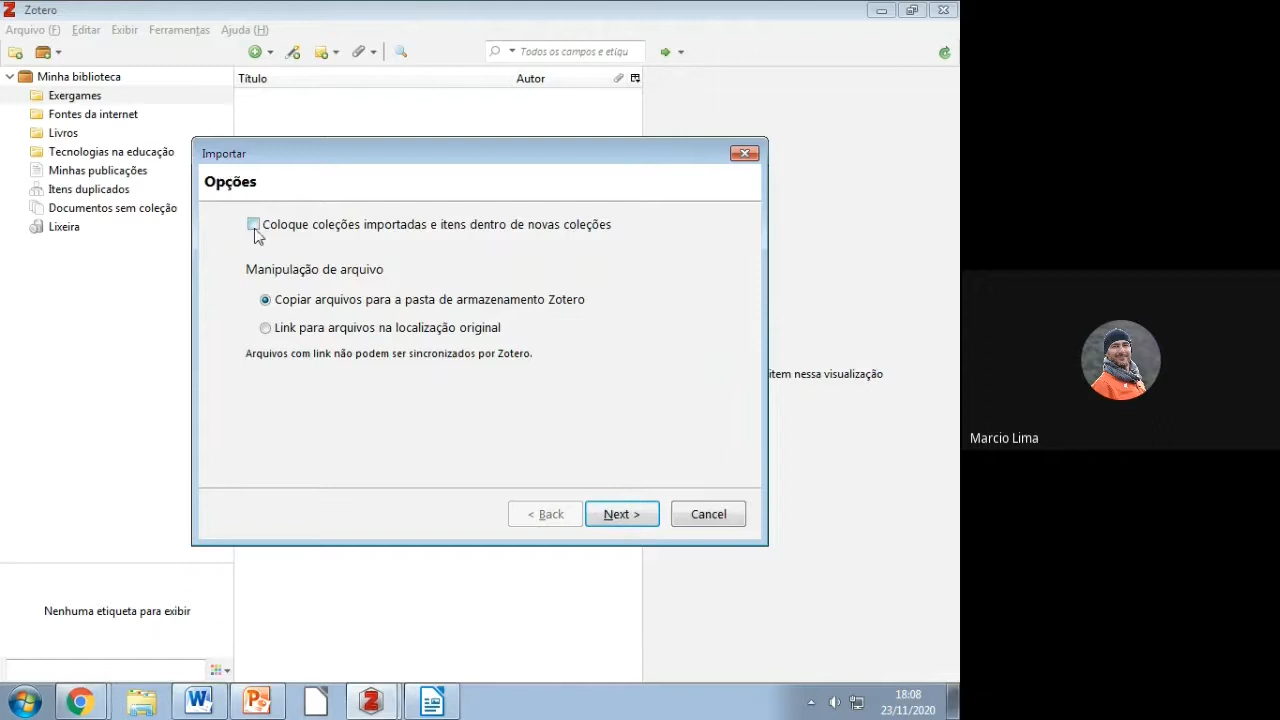 Zotero
Arquivo (F) Editar Exibir Ferramentas Ajuda (H)
Todos os campos e etiqu
Minha biblioteca
Exergames
Fontes da internet
Livros
Tecnologias na educação
Minhas publicações
Itens duplicados
Documentos sem coleção
Lixeira
Título Autor
Importar
Opções
Coloque coleções importadas e itens dentro de novas coleções
Manipulação de arquivo
Copiar arquivos para a pasta de armazenamento Zotero
Link para arquivos na localização original
Arquivos com link não podem ser sincronizados por Zotero.
item nessa visualização
< Back Next > Cancel
Nenhuma etiqueta para exibir
18:08
23/11/2020
Marcio Lima